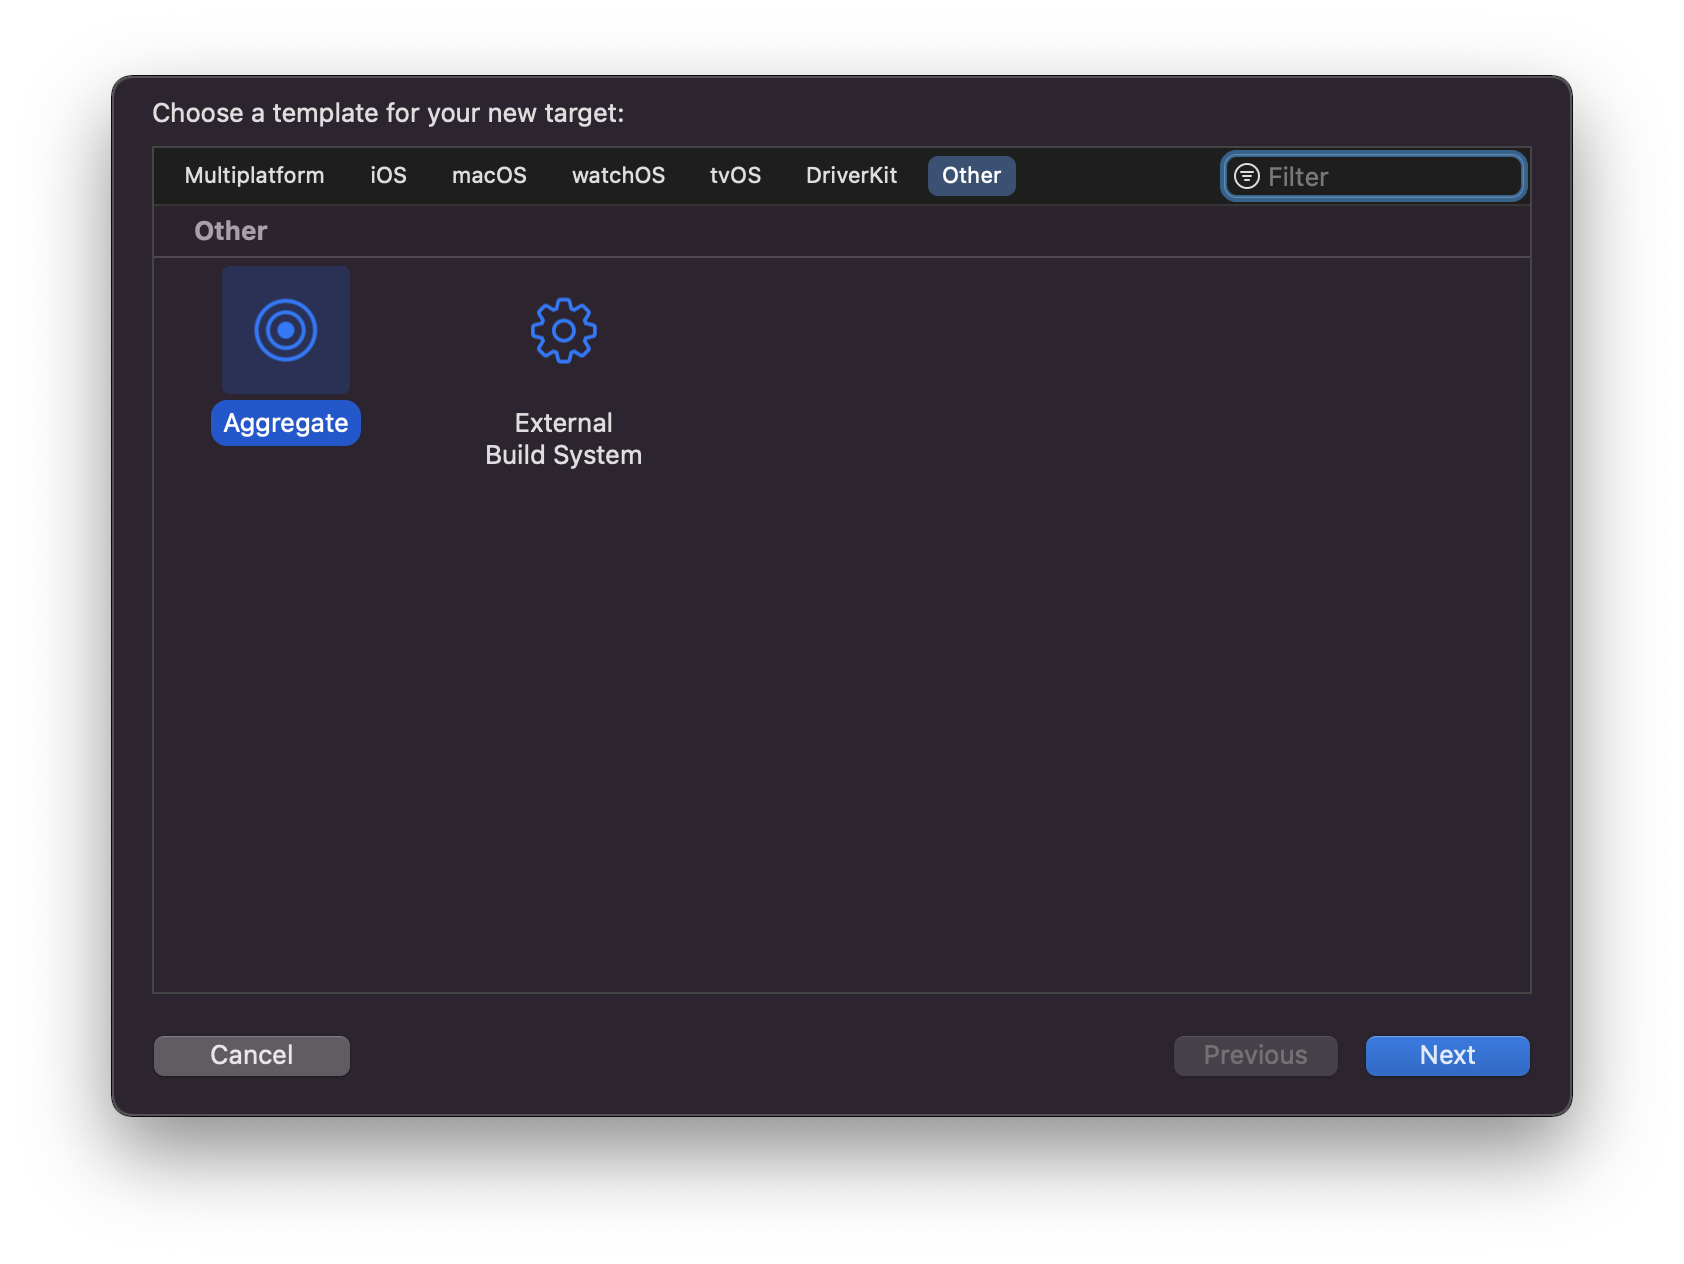 Choose a template for your new target:
Multiplatform iOS macOS watchOS tvOS DriverKit Other Filter
Other
Aggregate
External
Build System
Cancel Previous Next